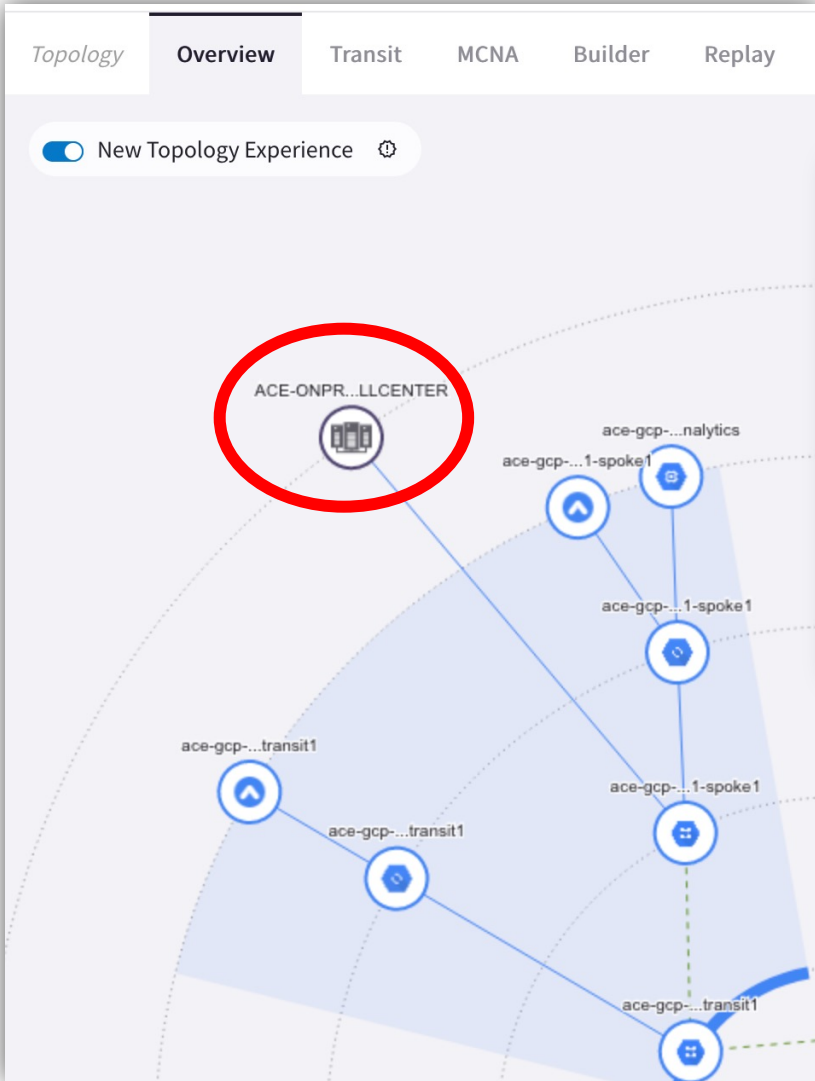 Topology Overview Transit MCNA Builder Replay
New Topology Experience
ACE-ONPR...LLCENTER
ace-gcp-...nalytics
ace-gcp-...1-spoke1
ace-gcp-...1-spoke1
ace-gcp-...transit1
ace-gcp-...1-spoke1
ace-gcp-...transit1
ace-gcp-...transit1